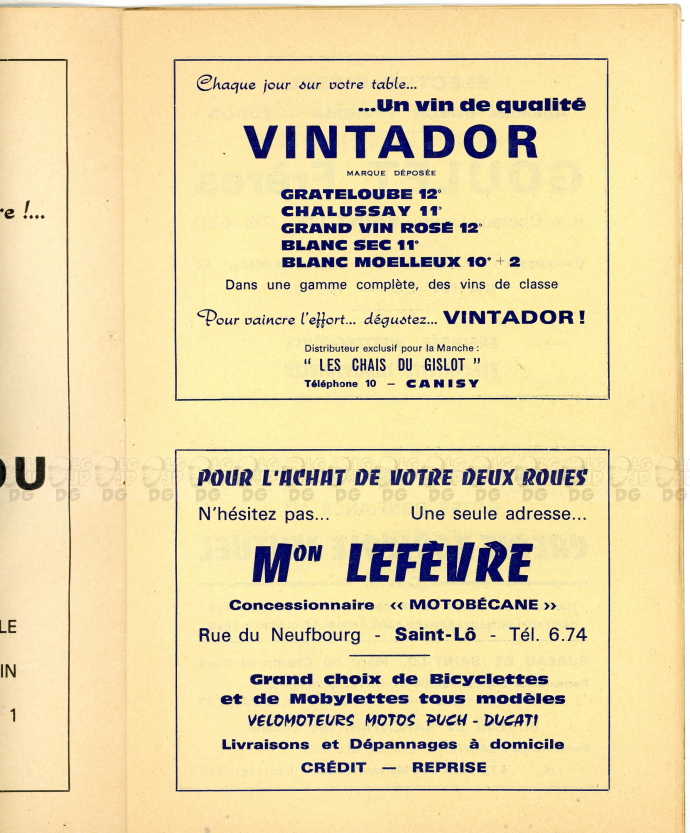 re !...
OU
LE
IN
1
Chaque jour sur votre table...
...Un vin de qualité
VINTADOR
MARQUE DÉPOSÉE
GRATELOUBE 12°
CHALUSSAY 11°
GRAND VIN ROSÉ 12°
BLANC SEC 11°
BLANC MOELLEUX 10° + 2
Dans une gamme complète, des vins de classe
Pour vaincre l'effort... dégustez... VINTADOR !
Distributeur exclusif pour la Manche :
" LES CHAIS DU GISLOT "
Téléphone 10 — CANISY
POUR L'ACHAT DE VOTRE DEUX ROUES
N'hésitez pas... Une seule adresse...
Mon LEFÈVRE
Concessionnaire « MOTOBÉCANE »
Rue du Neufbourg - Saint-Lô - Tél. 6.74
Grand choix de Bicyclettes
et de Mobylettes tous modèles
VELOMOTEURS MOTOS PUCH - DUCATI
Livraisons et Dépannages à domicile
CRÉDIT — REPRISE